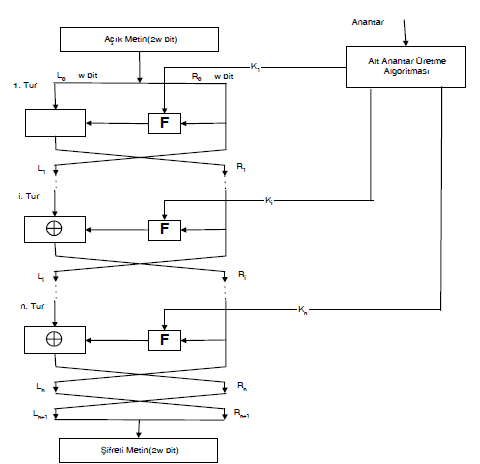 Anahtar
Açık Metin(2w bit)
Alt Anahtar Üretme
Algoritması
L0 w bit R0 w bit
K1
1. Tur
F
L1 R1
i. Tur
Ki
F
Li Ri
n. Tur
Kn
F
Ln Rn
Ln+1 Rn+1
Şifreli Metin(2w bit)